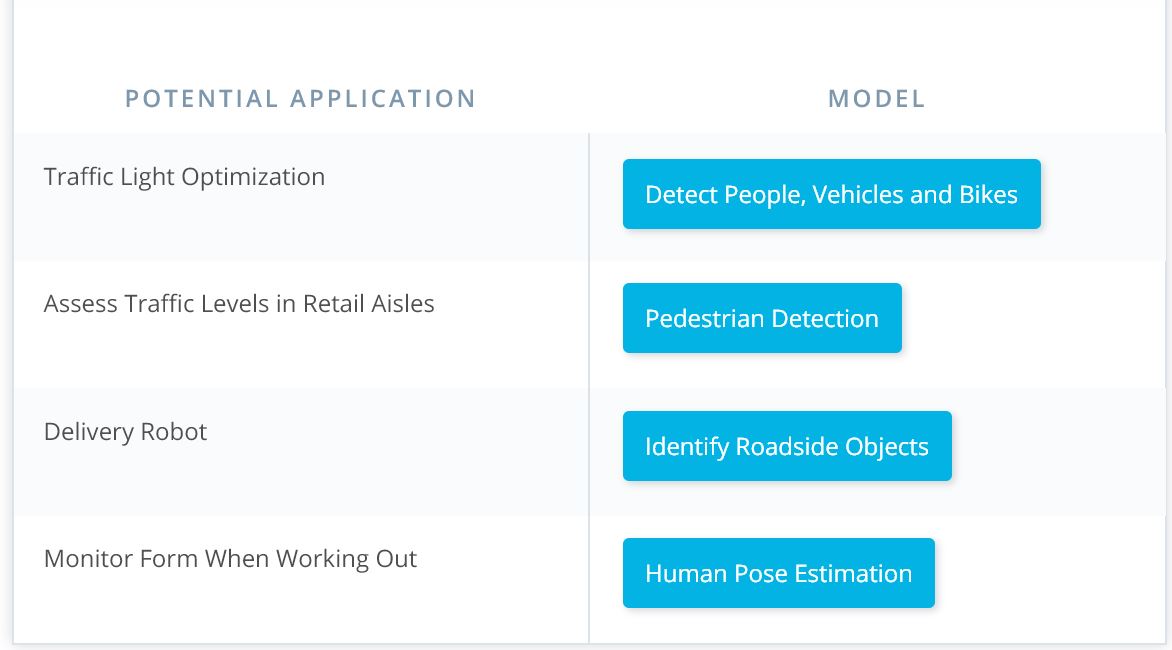 POTENTIAL APPLICATION MODEL
Traffic Light Optimization
Detect People, Vehicles and Bikes
Assess Traffic Levels in Retail Aisles
Pedestrian Detection
Delivery Robot
Identify Roadside Objects
Monitor Form When Working Out
Human Pose Estimation